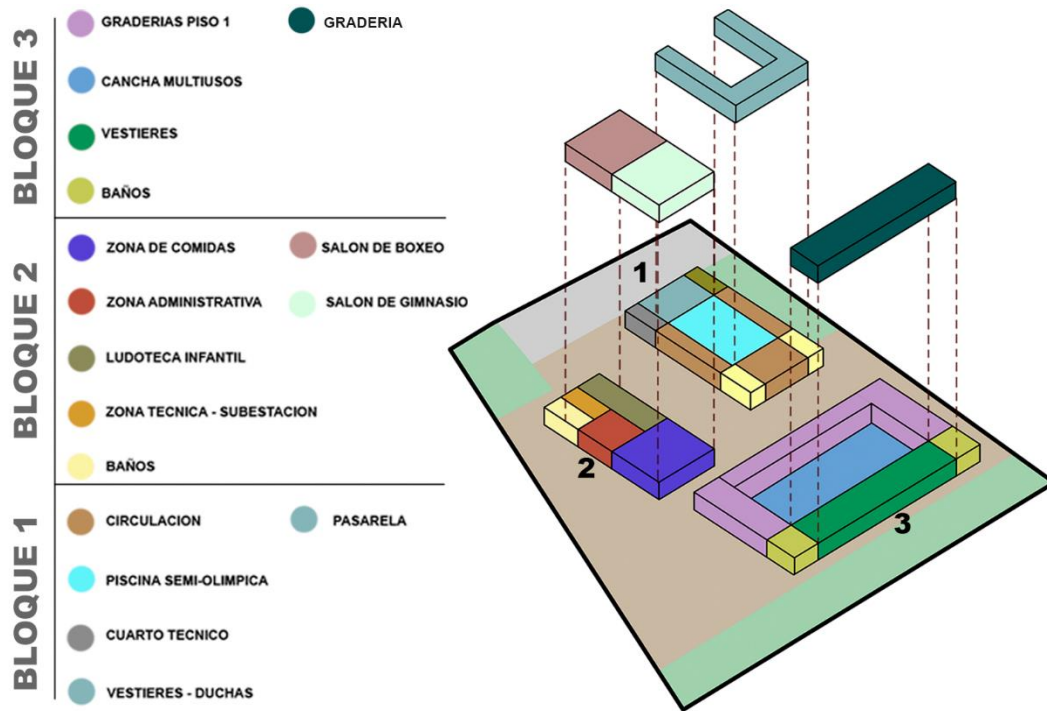 BLOQUE 3
GRADERIAS PISO 1
GRADERIA
CANCHA MULTIUSOS
VESTIERES
BAÑOS
BLOQUE 2
ZONA DE COMIDAS
SALON DE BOXEO
ZONA ADMINISTRATIVA
SALON DE GIMNASIO
LUDOTECA INFANTIL
ZONA TECNICA - SUBESTACION
BAÑOS
BLOQUE 1
CIRCULACION
PASARELA
PISCINA SEMI-OLIMPICA
CUARTO TECNICO
VESTIERES - DUCHAS
1
2
3